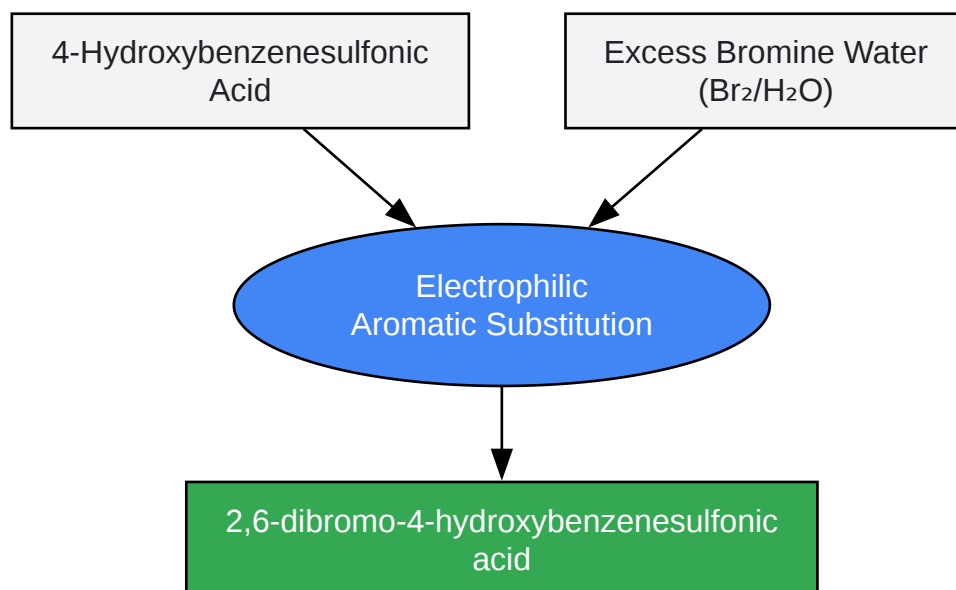 4-Hydroxybenzenesulfonic
Acid
Excess Bromine Water
(Br₂/H₂O)
Electrophilic
Aromatic Substitution
2,6-dibromo-4-hydroxybenzenesulfonic
acid